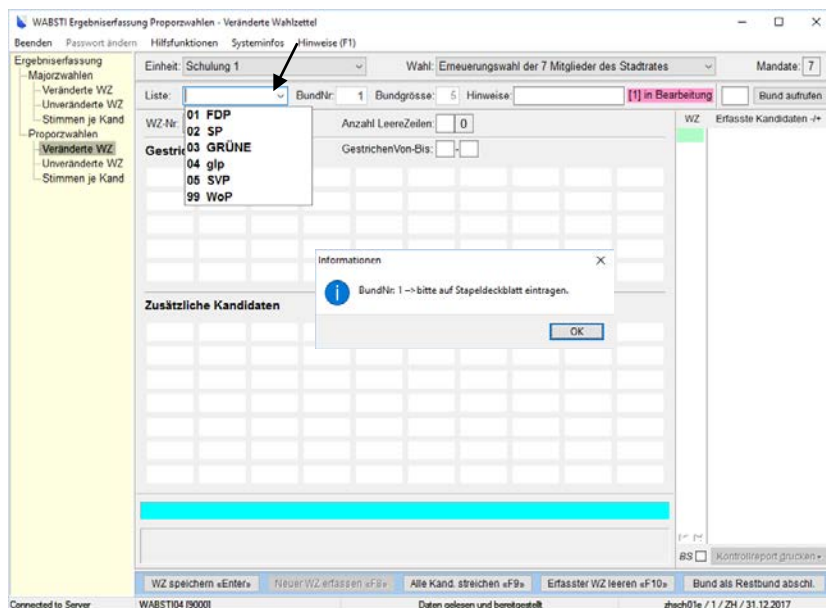 WABSTI Ergebniserfassung Proporzwahlen - Veränderte Wahlzettel
Beenden Passwort ändern Hilfsfunktionen Systeminfos Hinweise (F1)
Ergebniserfassung
Majorzwahlen
Veränderte WZ
Unveränderte WZ
Stimmen je Kand
Proporzwahlen
Veränderte WZ
Unveränderte WZ
Stimmen je Kand
Einheit: Schulung 1 Wahl: Erneuerungswahl der 7 Mitglieder des Stadtrates Mandate: 7
Liste: BundNr: 1 Bundgrösse: 5 Hinweise: [1] in Bearbeitung Bund aufrufen
01 FDP
02 SP
03 GRÜNE
04 glp
05 SVP
99 WoP
WZ-Nr: Anzahl LeereZeilen: 0 WZ Erfasste Kandidaten -/+
Gestric GestrichenVon-Bis: -
Informationen
BundNr: 1 --> bitte auf Stapeldeckblatt eintragen.
OK
Zusätzliche Kandidaten
BS Kontrollreport drucken
WZ speichern «Enter» Neuer WZ erfassen «F8» Alle Kand. streichen «F9» Erfasster WZ leeren «F10» Bund als Restbund abschl.
Connected to Server WABSTI04 [9000] Daten gelesen und bereitgestellt zhsch01e / 1 / ZH / 31.12.2017